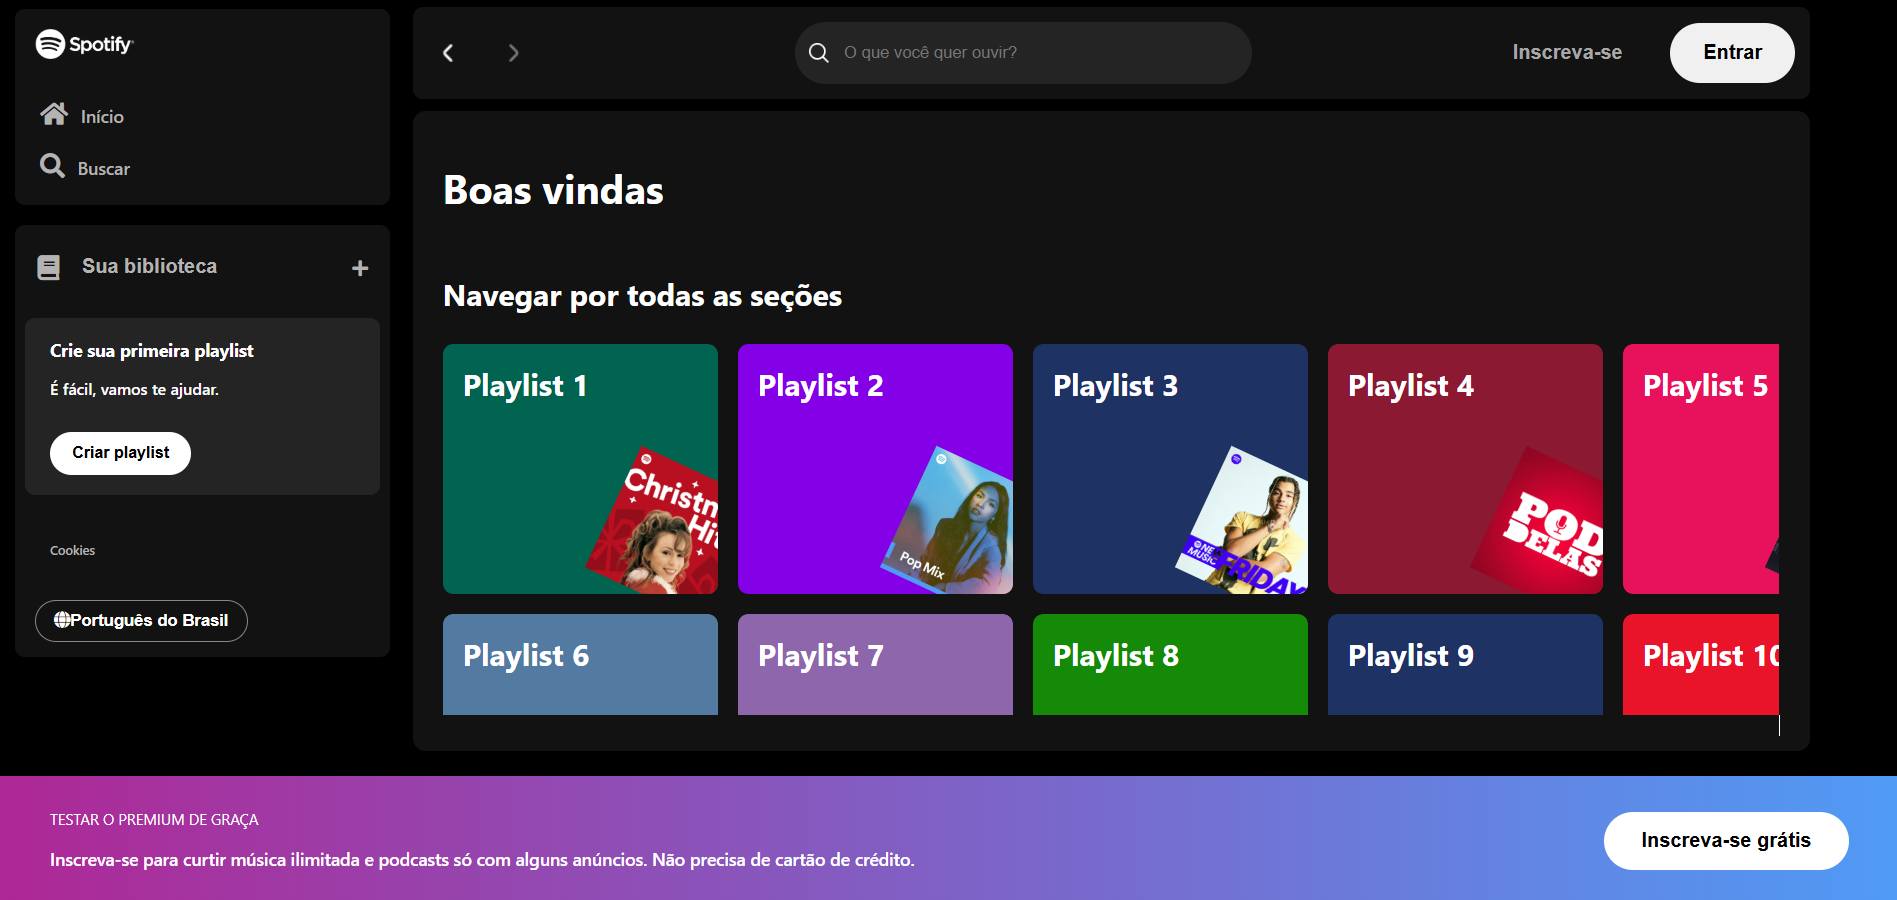 Spotify
Início
Buscar
Sua biblioteca
Crie sua primeira playlist
É fácil, vamos te ajudar.
Criar playlist
Cookies
Português do Brasil
O que você quer ouvir?
Inscreva-se
Entrar
Boas vindas
Navegar por todas as seções
Playlist 1
Christm
Hit
Playlist 2
Pop Mix
Playlist 3
NE
MUSIC
FRIDAY
Playlist 4
POD
DELAS
Playlist 5
Playlist 6
Playlist 7
Playlist 8
Playlist 9
Playlist 10
TESTAR O PREMIUM DE GRAÇA
Inscreva-se para curtir música ilimitada e podcasts só com alguns anúncios. Não precisa de cartão de crédito.
Inscreva-se grátis